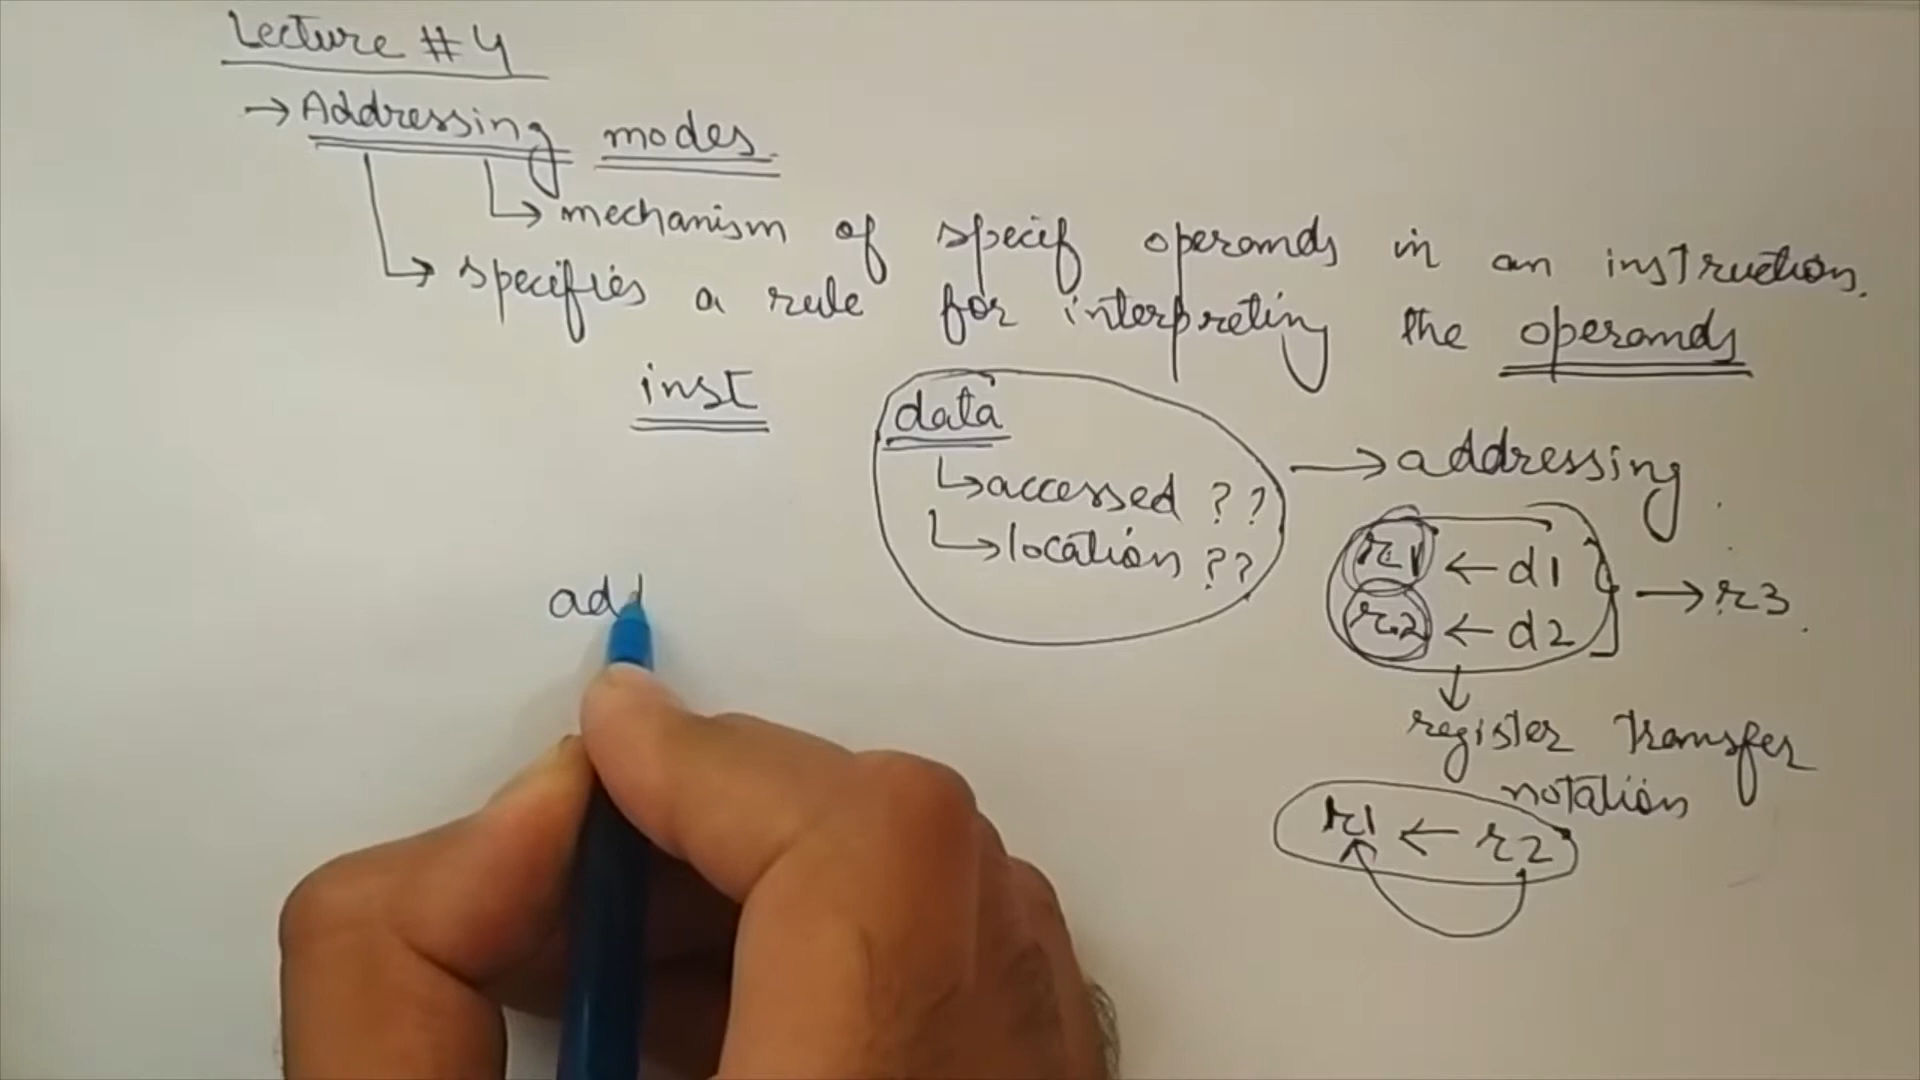 Lecture #4
→ Addressing modes
↳ mechanism of specif operands in an instruction.
↳ specifies a rule for interpreting the operands
inst
data
↳ accessed ??
↳ location ??
→ addressing
r1 ← d1
r2 ← d2
→ r3
register transfer
notation
r1 ← r2
add